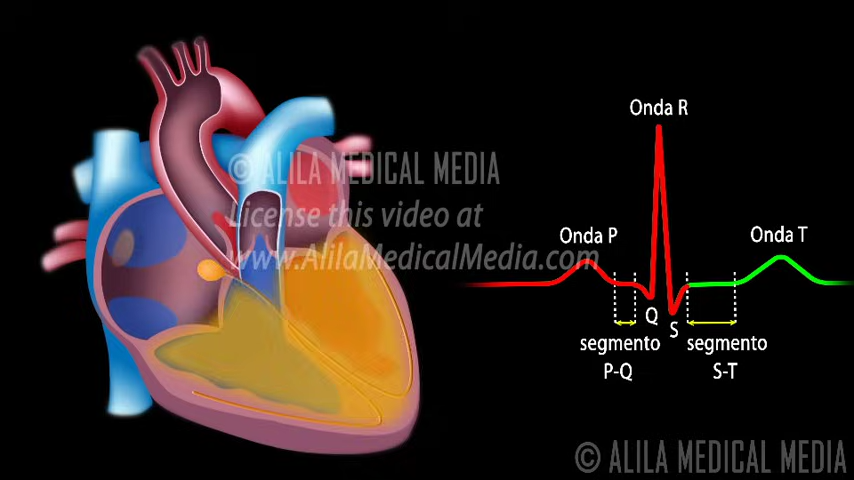 © ALILA MEDICAL MEDIA
License this video at
www.AlilaMedicalMedia.com
Onda R
Onda P
Onda T
Q
S
segmento
P-Q
segmento
S-T
© ALILA MEDICAL MEDIA